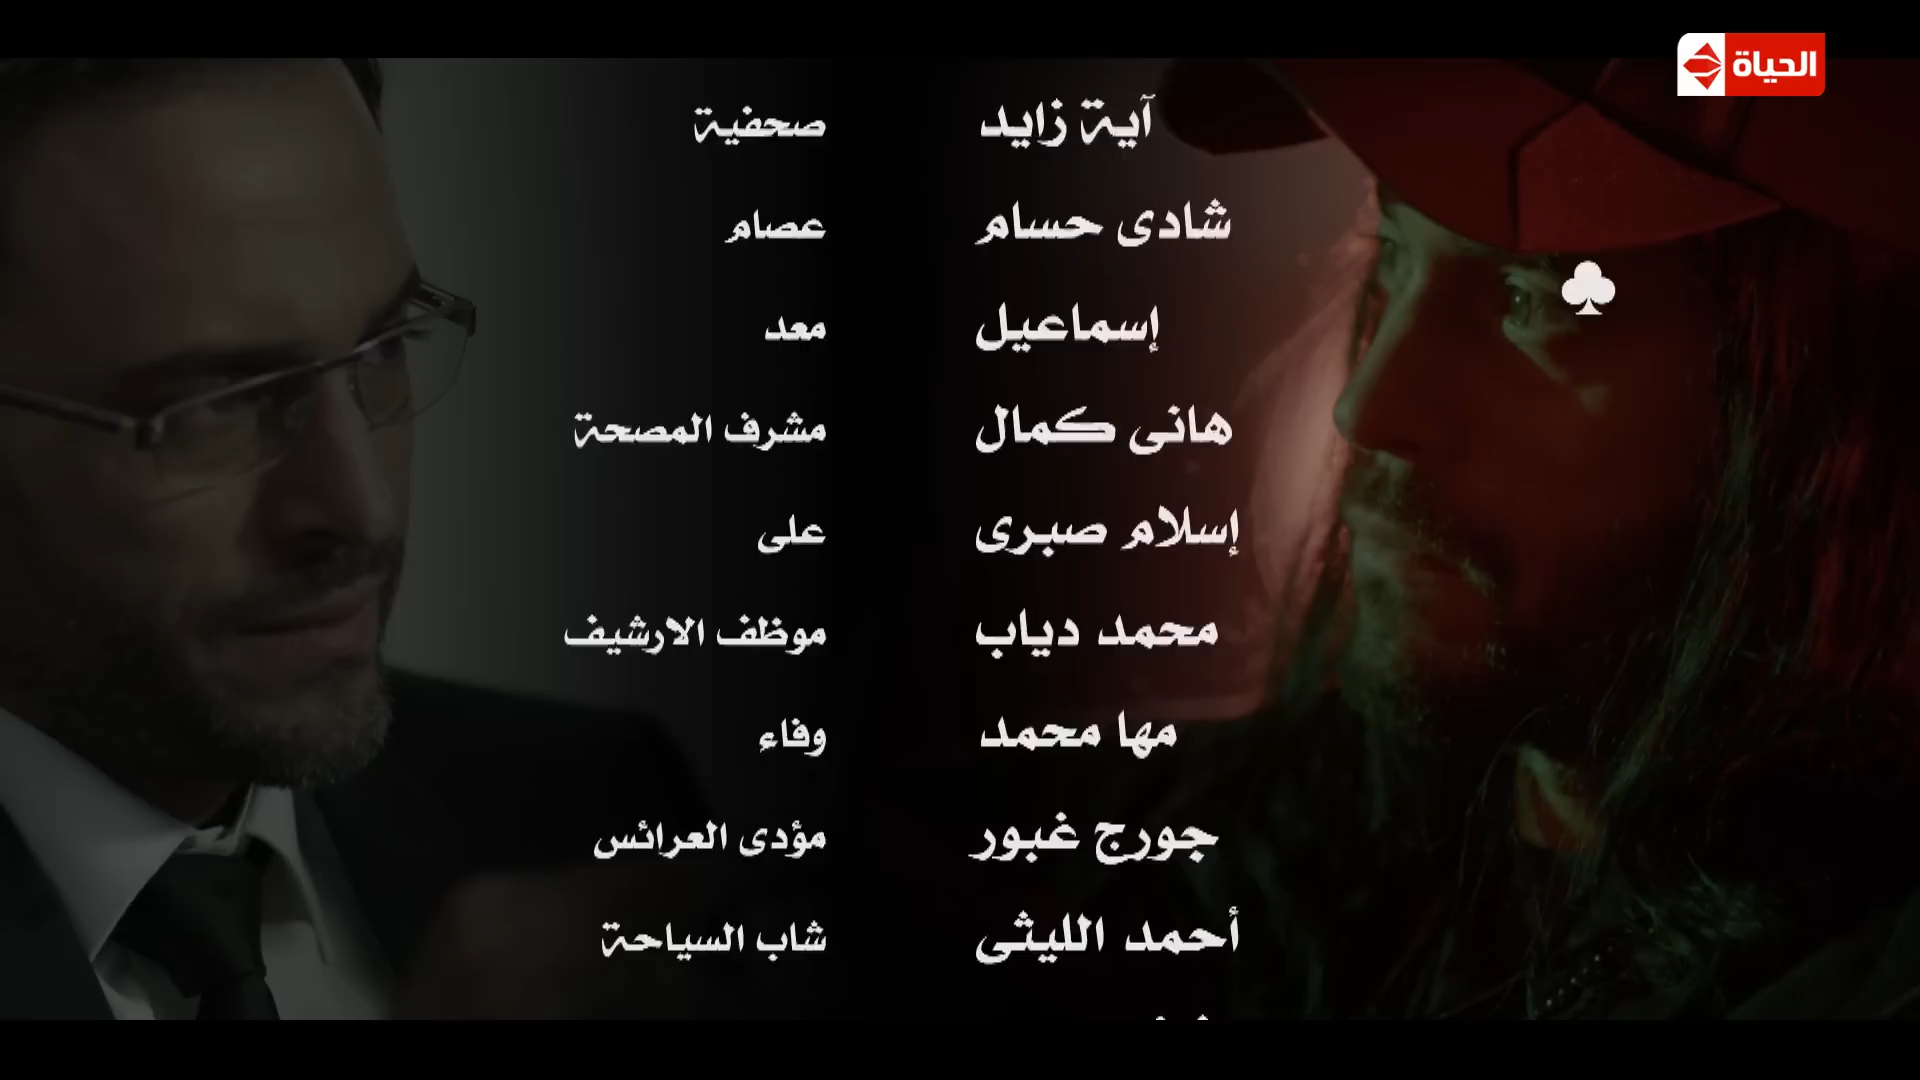 الحياة
آية زايد صحفية
شادى حسام عصام
إسماعيل معد
هانى كمال مشرف المصحة
إسلام صبرى على
محمد دياب موظف الارشيف
مها محمد وفاء
جورج غبور مؤدى العرائس
أحمد الليثى شاب السياحة